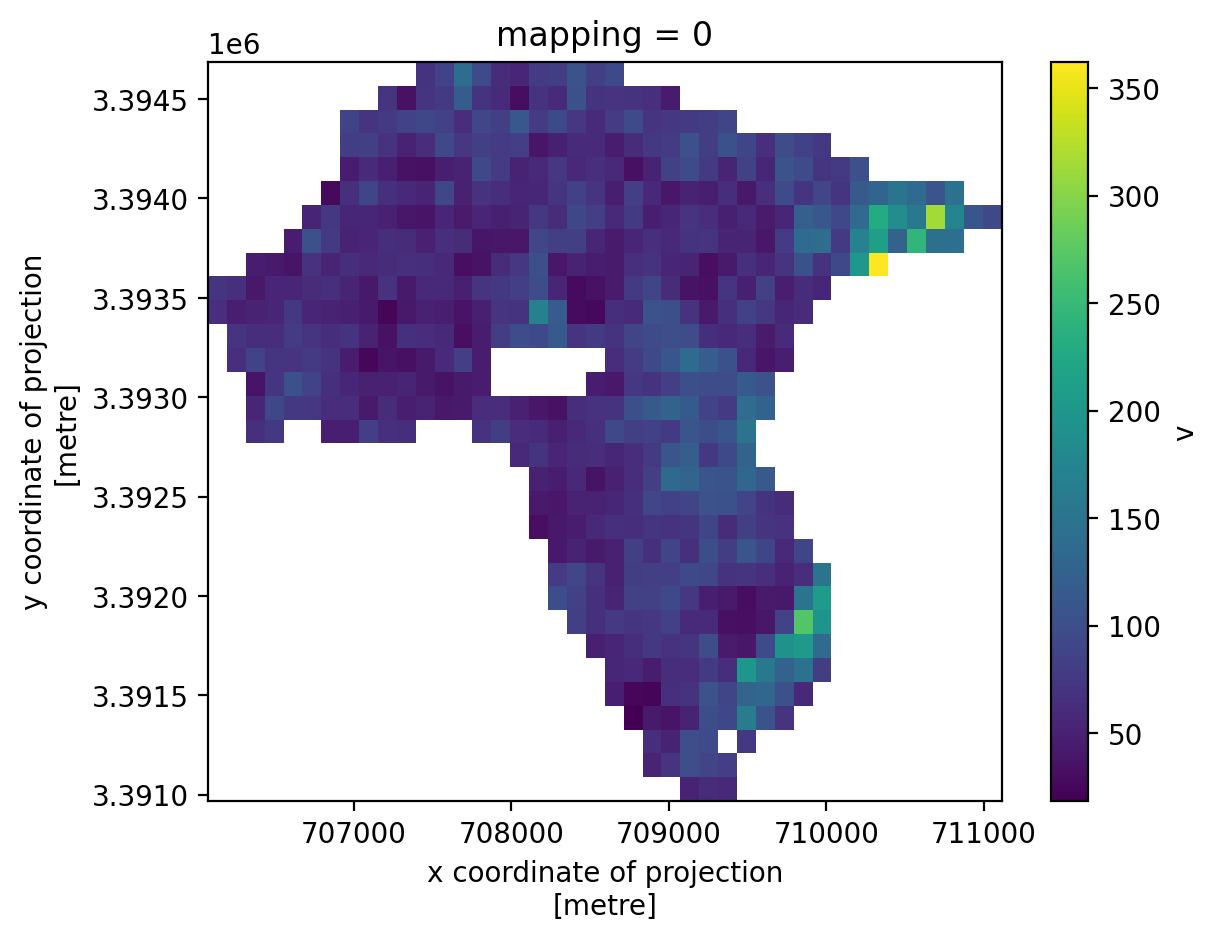 mapping = 0
1e6
3.3945
3.3940
3.3935
3.3930
3.3925
3.3920
3.3915
3.3910
y coordinate of projection
[metre]
707000 708000 709000 710000 711000
x coordinate of projection
[metre]
350
300
250
200
150
100
50
v